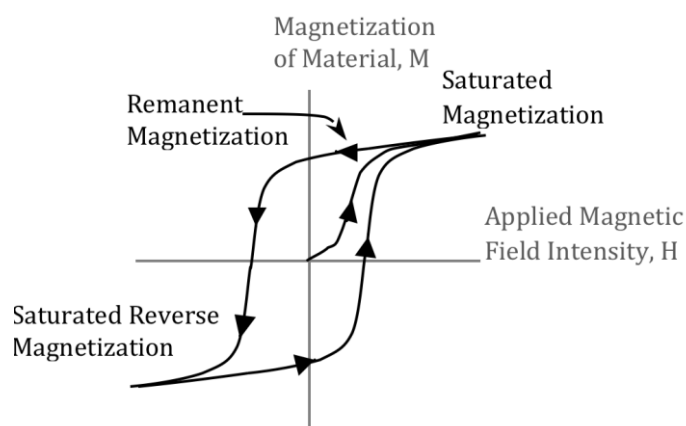 Magnetization
of Material, M
Saturated
Magnetization
Remanent
Magnetization
Applied Magnetic
Field Intensity, H
Saturated Reverse
Magnetization